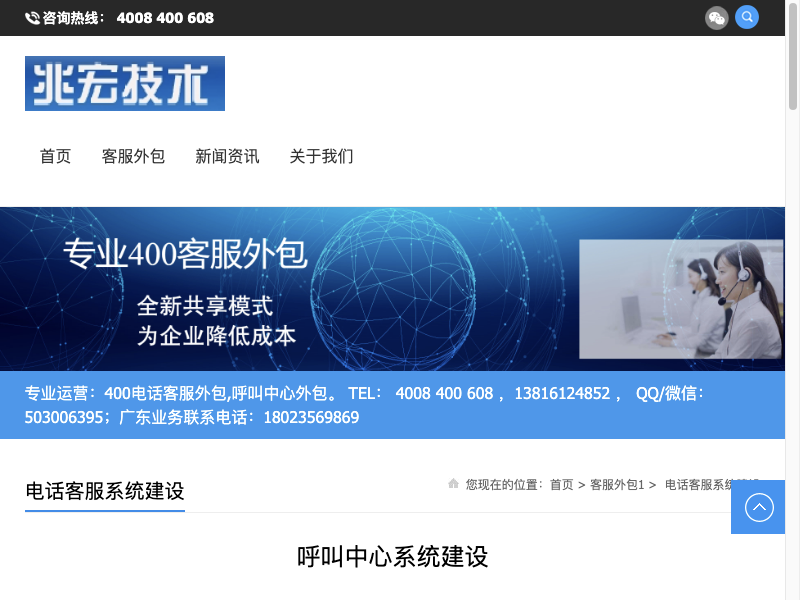 咨询热线： 4008 400 608
兆宏技术
首页 客服外包 新闻资讯 关于我们
专业400客服外包
全新共享模式
为企业降低成本
专业运营：400电话客服外包,呼叫中心外包。 TEL： 4008 400 608 ，13816124852 ， QQ/微信：
503006395；广东业务联系电话：18023569869
电话客服系统建设
您现在的位置：首页 > 客服外包1 > 电话客服系统
呼叫中心系统建设